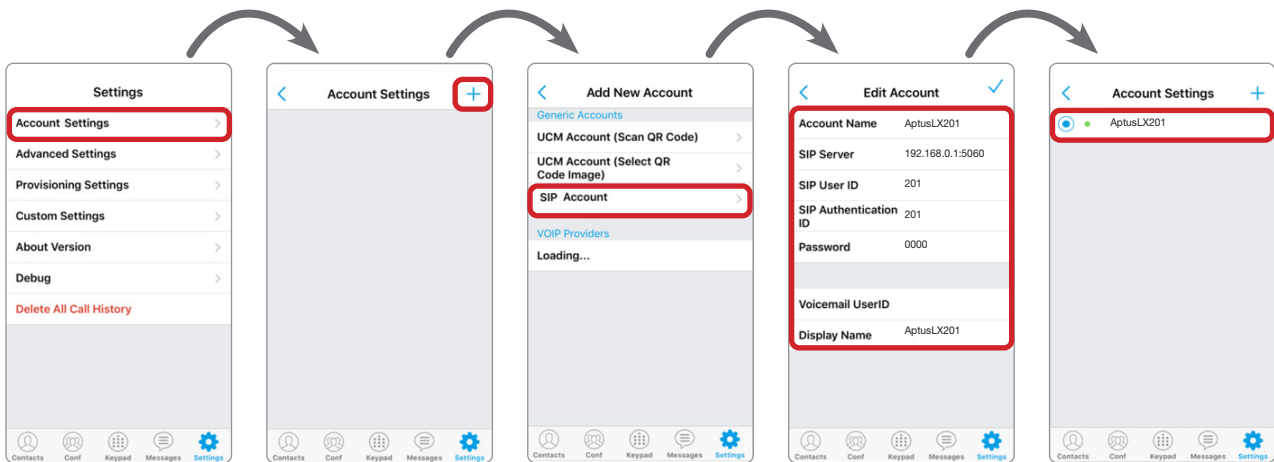 Settings
Account Settings
Advanced Settings
Provisioning Settings
Custom Settings
About Version
Debug
Delete All Call History
Contacts Conf Keypad Messages Settings
Account Settings
Contacts Conf Keypad Messages Settings
Add New Account
Generic Accounts
UCM Account (Scan QR Code)
UCM Account (Select QR
Code Image)
SIP Account
VOIP Providers
Loading...
Contacts Conf Keypad Messages Settings
Edit Account
Account Name AptusLX201
SIP Server 192.168.0.1:5060
SIP User ID 201
SIP Authentication
ID 201
Password 0000
Voicemail UserID
Display Name AptusLX201
Contacts Conf Keypad Messages Settings
Account Settings
AptusLX201
Contacts Conf Keypad Messages Settings